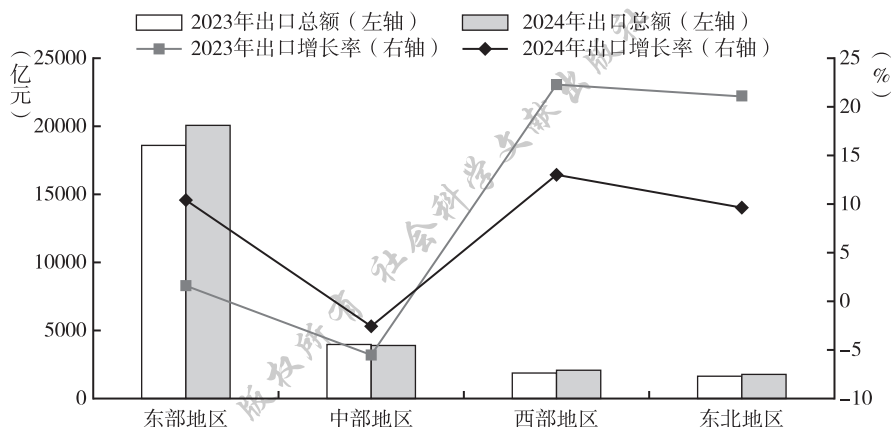 2023年出口总额（左轴） 2024年出口总额（左轴）
2023年出口增长率（右轴） 2024年出口增长率（右轴）
（亿元） （%）
25000 25
20000 20
15000 15
10000 10
5000 5
0 0
-5
-10
东部地区 中部地区 西部地区 东北地区
版权所有 社会科学文献出版社